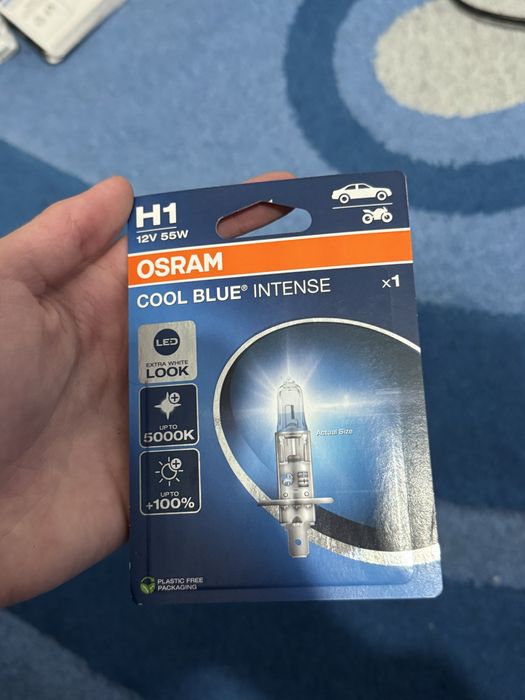 H1
12V 55W
OSRAM
COOL BLUE® INTENSE
x1
LED
EXTRA WHITE
LOOK
UP TO
5000K
UP TO
+100%
Actual Size
PLASTIC FREE
PACKAGING